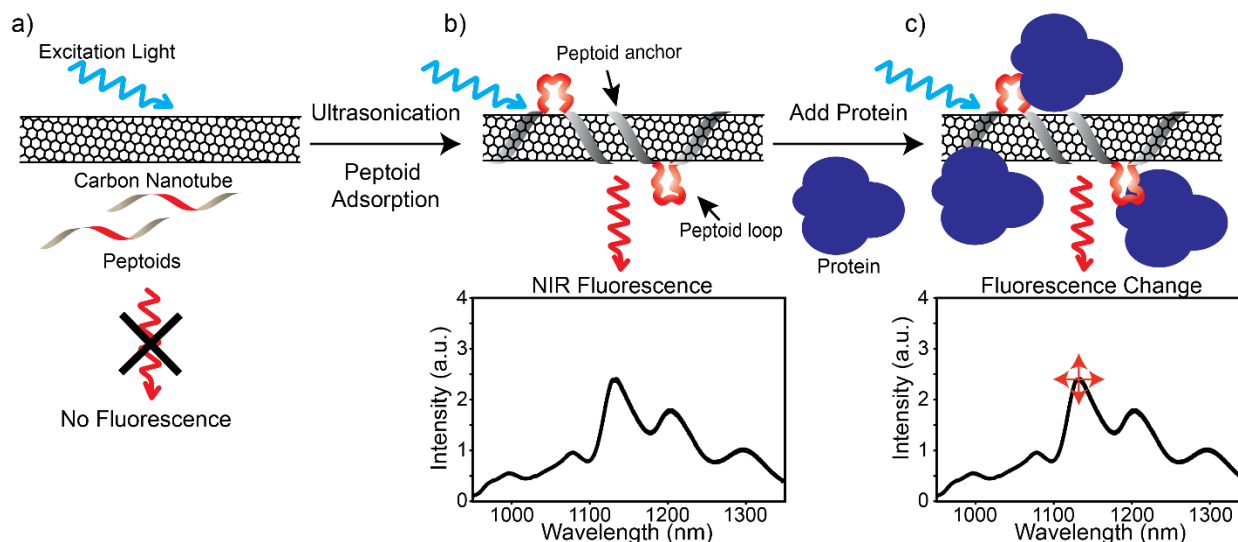 a)
Excitation Light
Carbon Nanotube
Peptoids
No Fluorescence
Ultrasonication
Peptoid
Adsorption
b)
Peptoid anchor
Peptoid loop
NIR Fluorescence
4
3
2
1
0
Intensity (a.u.)
1000 1100 1200 1300
Wavelength (nm)
Add Protein
Protein
c)
Fluorescence Change
4
3
2
1
0
Intensity (a.u.)
1000 1100 1200 1300
Wavelength (nm)